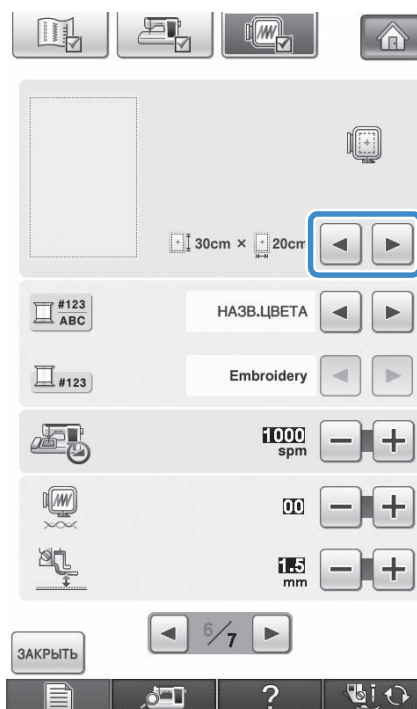 30cm × 20cm
#123
ABC
НАЗВ.ЦВЕТА
#123
Embroidery
1000
spm
00
1.5
mm
6/7
ЗАКРЫТЬ
?